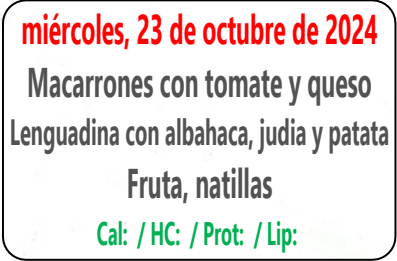 miércoles, 23 de octubre de 2024
Macarrones con tomate y queso
Lenguadina con albahaca, judia y patata
Fruta, natillas
Cal:  / HC:  / Prot:  / Lip: